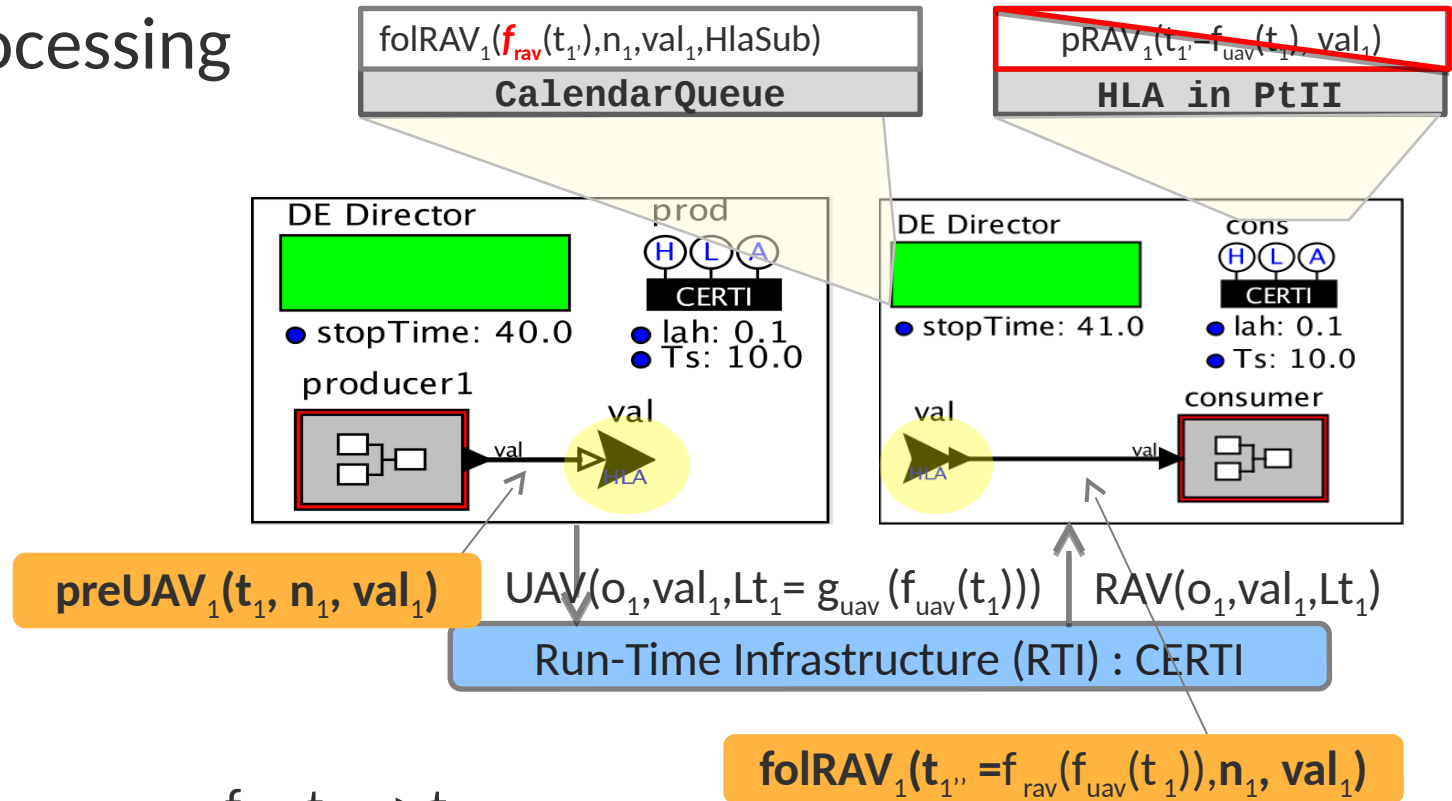 ocessing
folRAV1(frav(t1'),n1,val1,HlaSub)
CalendarQueue
pRAV1(t1'=fuav(t1), val1)
HLA in PtII
DE Director
prod
H L A
CERTI
stopTime: 40.0
lah: 0.1
Ts: 10.0
producer1
val
val
HLA
DE Director
cons
H L A
CERTI
stopTime: 41.0
lah: 0.1
Ts: 10.0
val
consumer
val
HLA
preUAV1(t1, n1, val1)
UAV(o1,val1,Lt1= guav (fuav(t1)))
RAV(o1,val1,Lt1)
Run-Time Infrastructure (RTI) : CERTI
folRAV1(t1'' =frav(fuav(t1)),n1, val1)